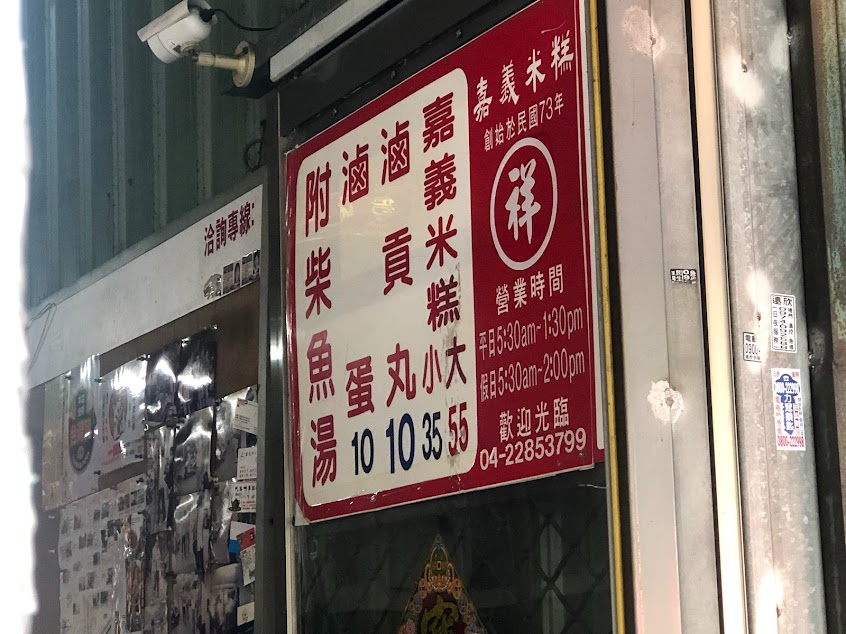 嘉義米糕
創始於民國73年
祥
營業時間
平日5:30am~1:30pm
假日5:30am~2:00pm
歡迎光臨
04-22853799
嘉義米糕 大 55
小 35
滷貢丸 10
滷蛋 10
附柴魚湯
洽詢專線:
0800-222998